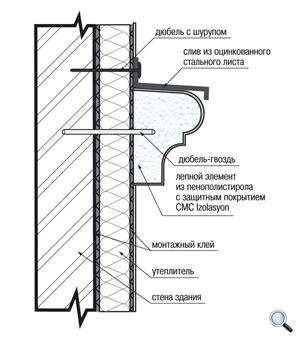 дюбель с шурупом
слив из оцинкованного
стального листа
дюбель-гвоздь
лепной элемент
из пенополистирола
с защитным покрытием
CMC Izolasyon
монтажный клей
утеплитель
стена здания